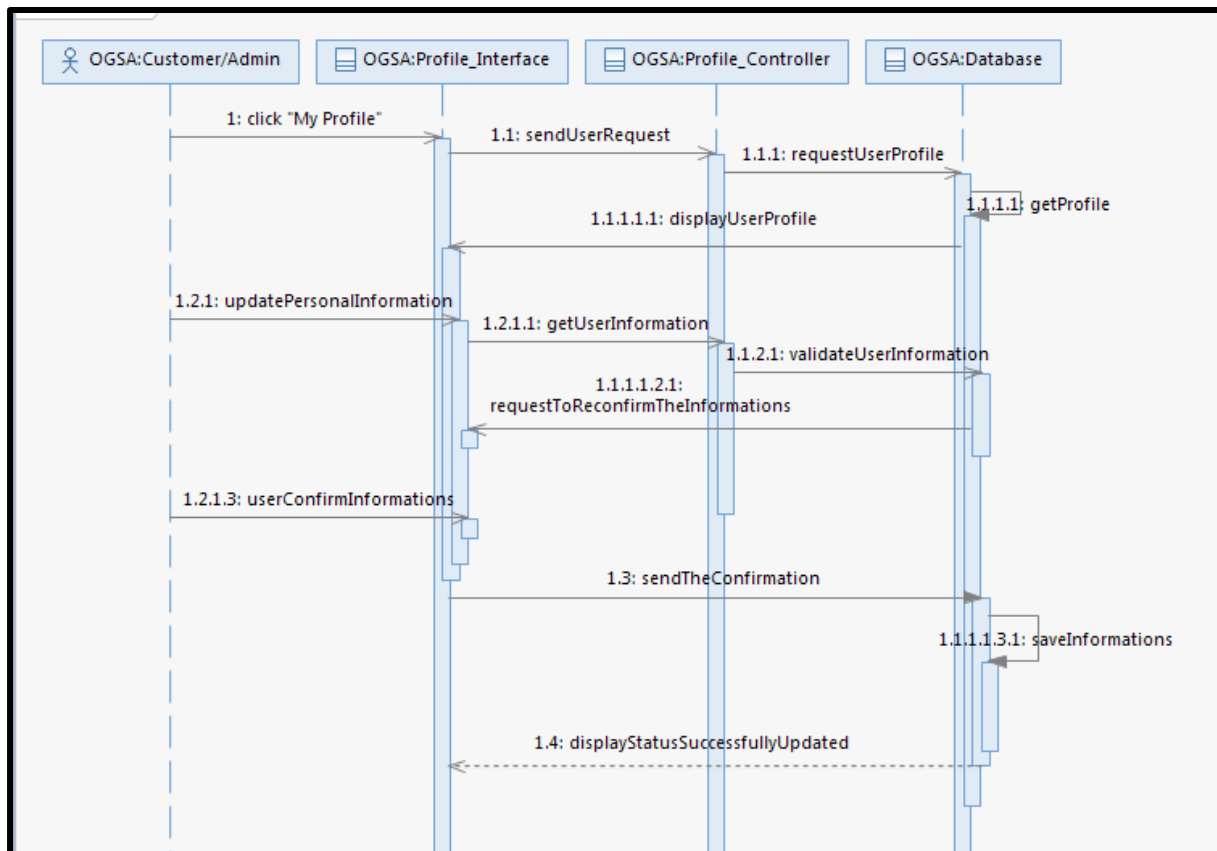 OGSA:Customer/Admin
OGSA:Profile_Interface
OGSA:Profile_Controller
OGSA:Database
1: click "My Profile"
1.1: sendUserRequest
1.1.1: requestUserProfile
1.1.1.1: getProfile
1.1.1.1.1: displayUserProfile
1.2.1: updatePersonalInformation
1.2.1.1: getUserInformation
1.1.2.1: validateUserInformation
1.1.1.1.2.1:
requestToReconfirmTheInformations
1.2.1.3: userConfirmInformations
1.3: sendTheConfirmation
1.1.1.1.3.1: saveInformations
1.4: displayStatusSuccessfullyUpdated